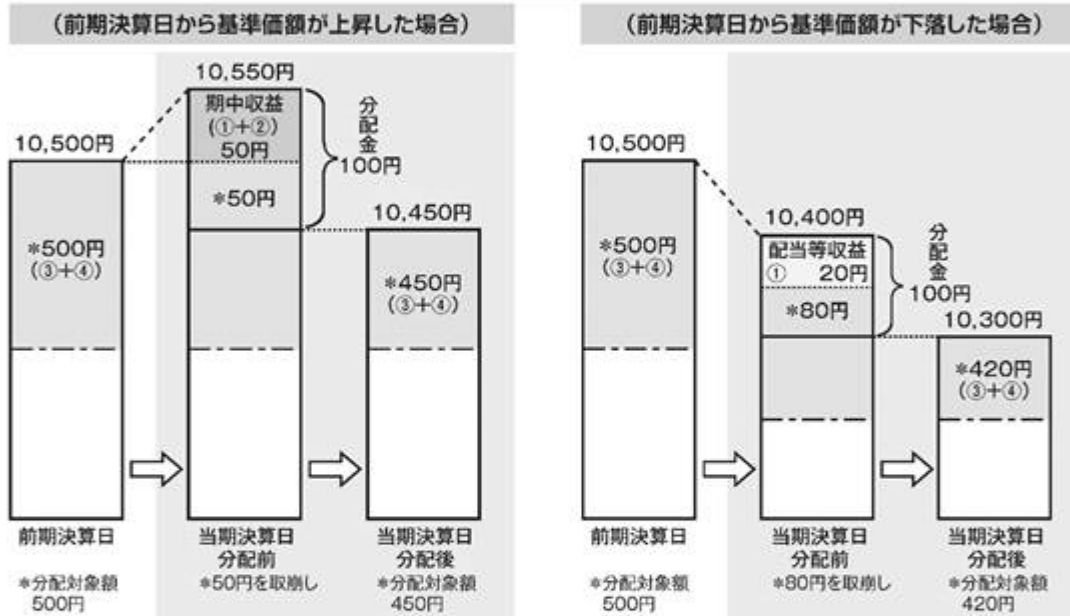 (前期決算日から基準価額が上昇した場合)
10,550円
期中収益
(①+②)
50円
*50円
分配金
100円
10,500円
*500円
(③+④)
10,450円
*450円
(③+④)
前期決算日
当期決算日
分配前
当期決算日
分配後
*分配対象額
500円
*50円を取崩し
*分配対象額
450円
(前期決算日から基準価額が下落した場合)
10,500円
*500円
(③+④)
10,400円
配当等収益
① 20円
*80円
分配金
100円
10,300円
*420円
(③+④)
前期決算日
当期決算日
分配前
当期決算日
分配後
*分配対象額
500円
*80円を取崩し
*分配対象額
420円